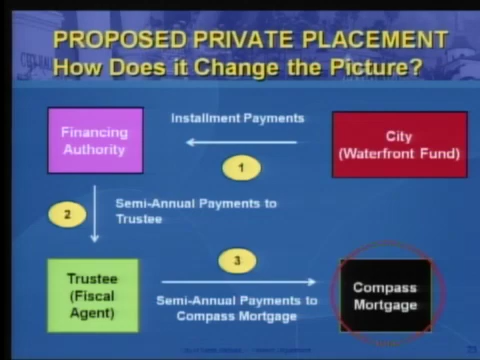 PROPOSED PRIVATE PLACEMENT
How Does it Change the Picture?
Financing
Authority
Installment Payments
1
City
(Waterfront Fund)
2
Semi-Annual Payments to
Trustee
3
Trustee
(Fiscal
Agent)
Semi-Annual Payments to
Compass Mortgage
Compass
Mortgage